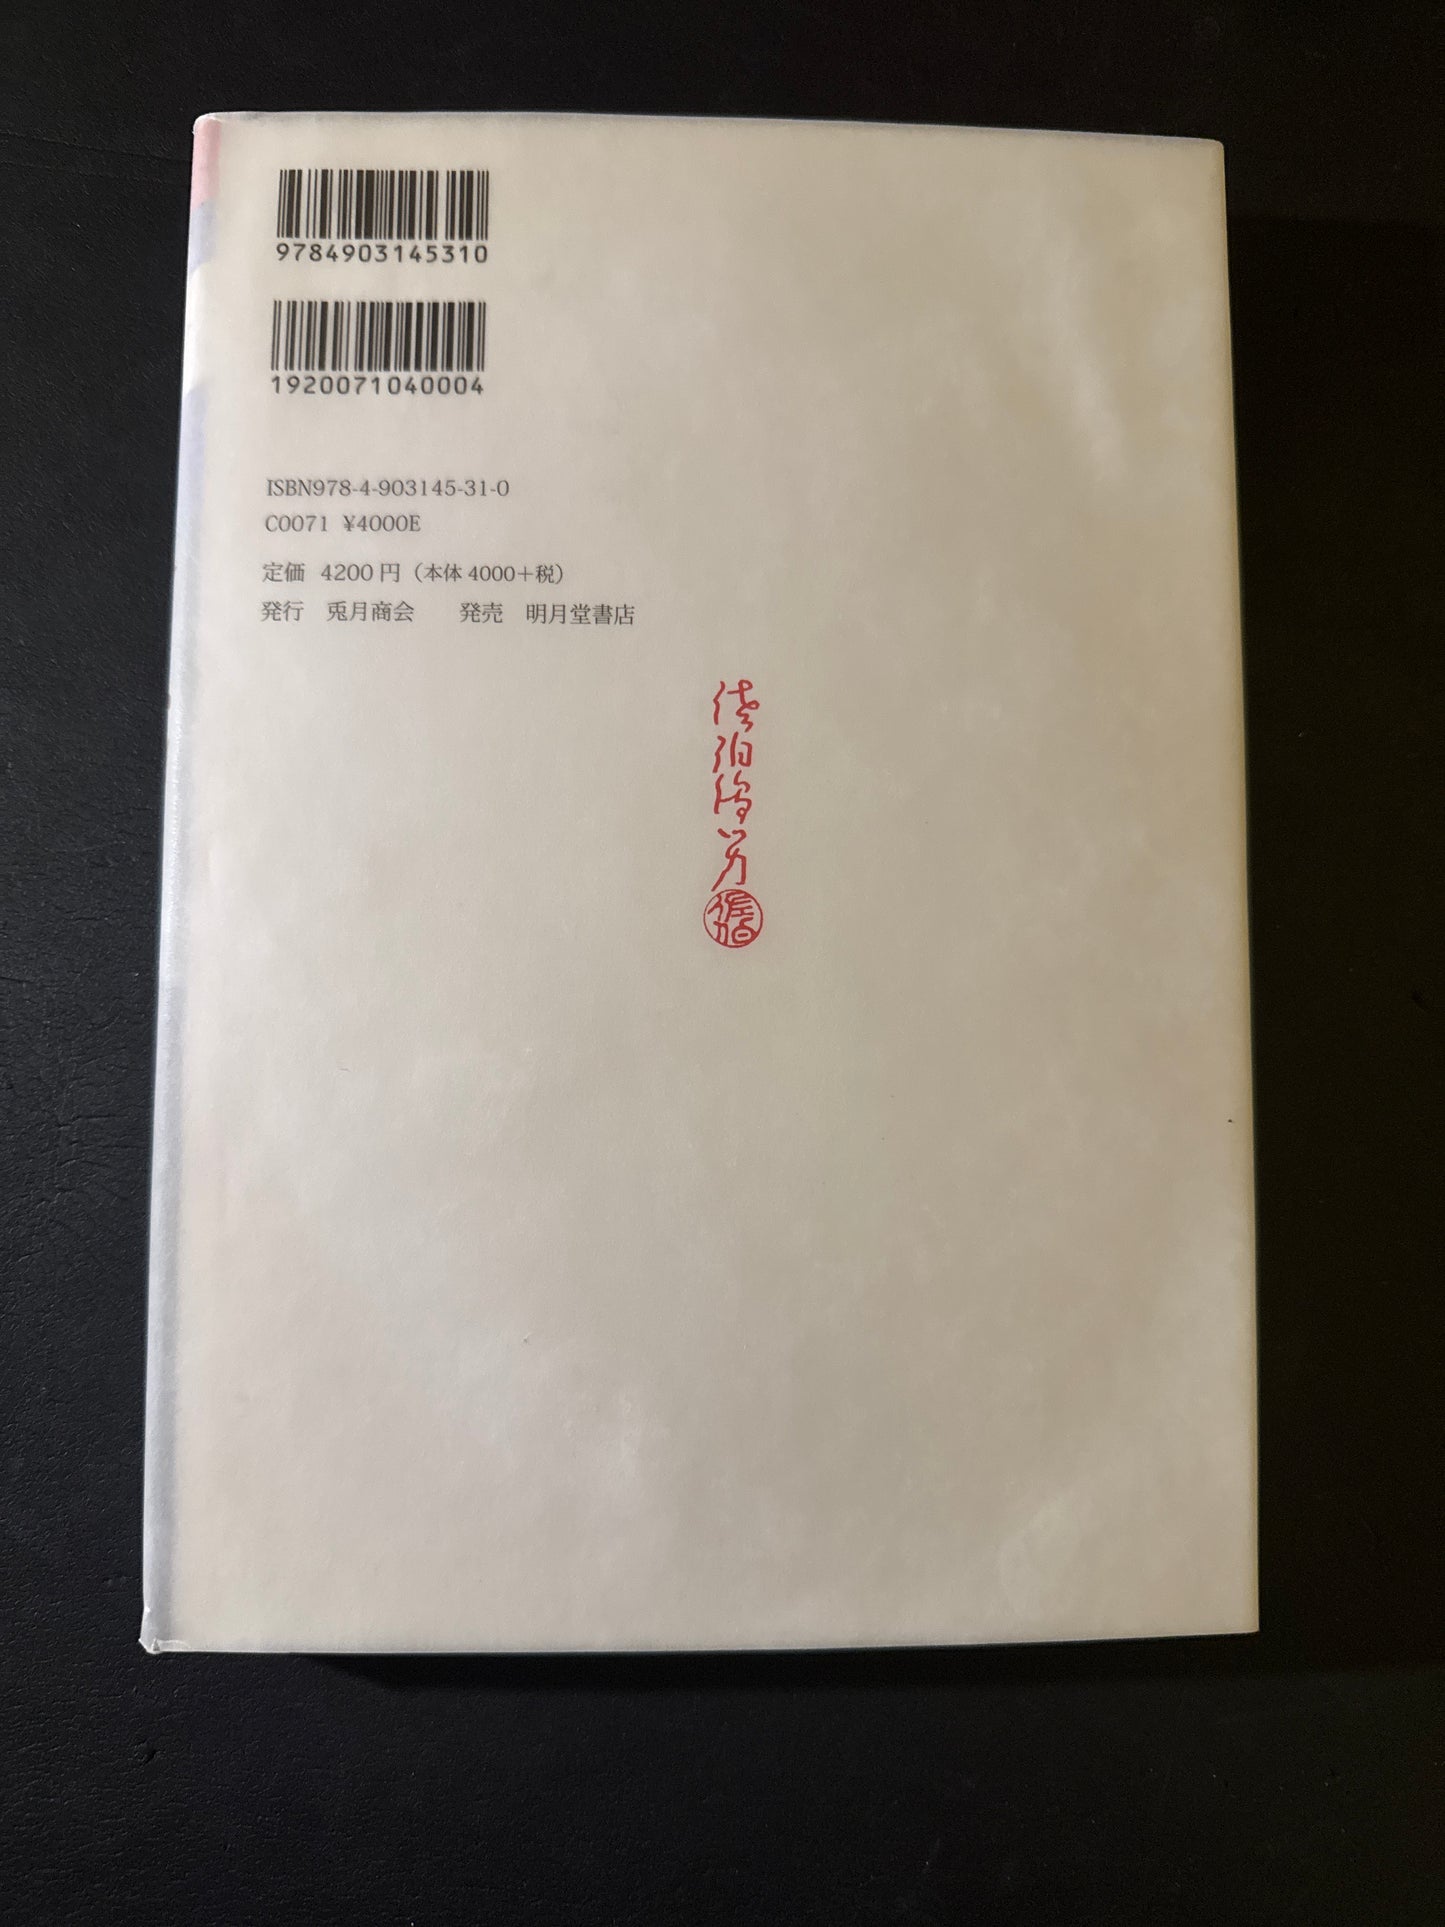 9784903145310
1920071040004
ISBN978-4-903145-31-0
C0071 ¥4000E
定価 4200円（本体4000+税）
発行 兎月商会 発売 明月堂書店